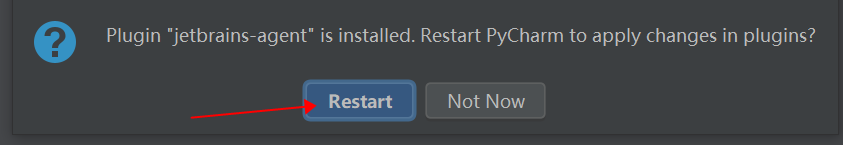 Plugin "jetbrains-agent" is installed. Restart PyCharm to apply changes in plugins?
Restart
Not Now